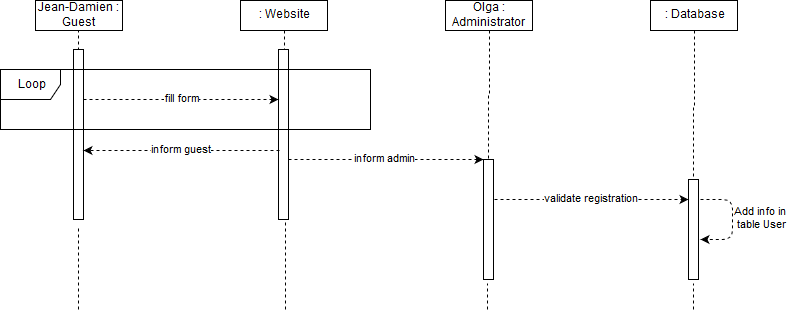 Jean-Damien :
Guest
: Website
Olga :
Administrator
: Database
Loop
fill form
inform guest
inform admin
validate registration
Add info in
table User